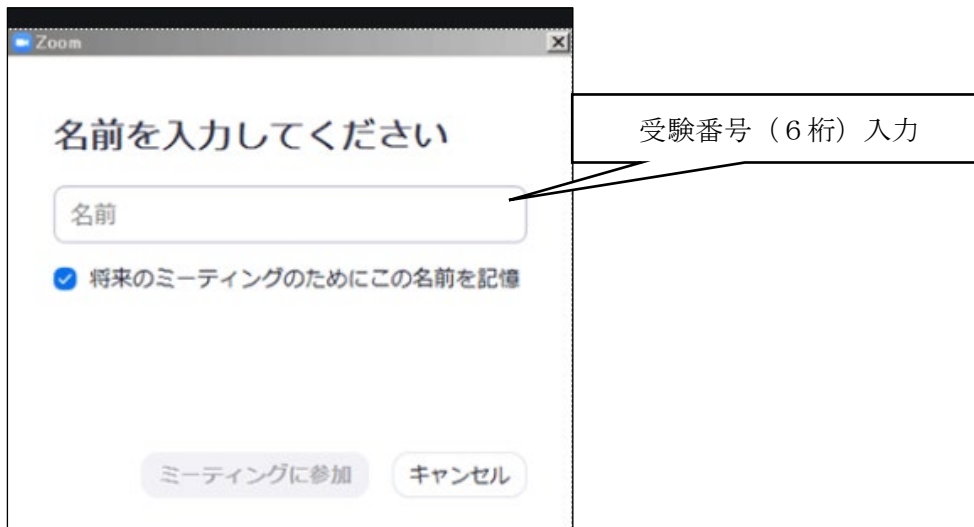 Zoom
名前を入力してください
受験番号（６桁）入力
名前
将来のミーティングのためにこの名前を記憶
ミーティングに参加
キャンセル